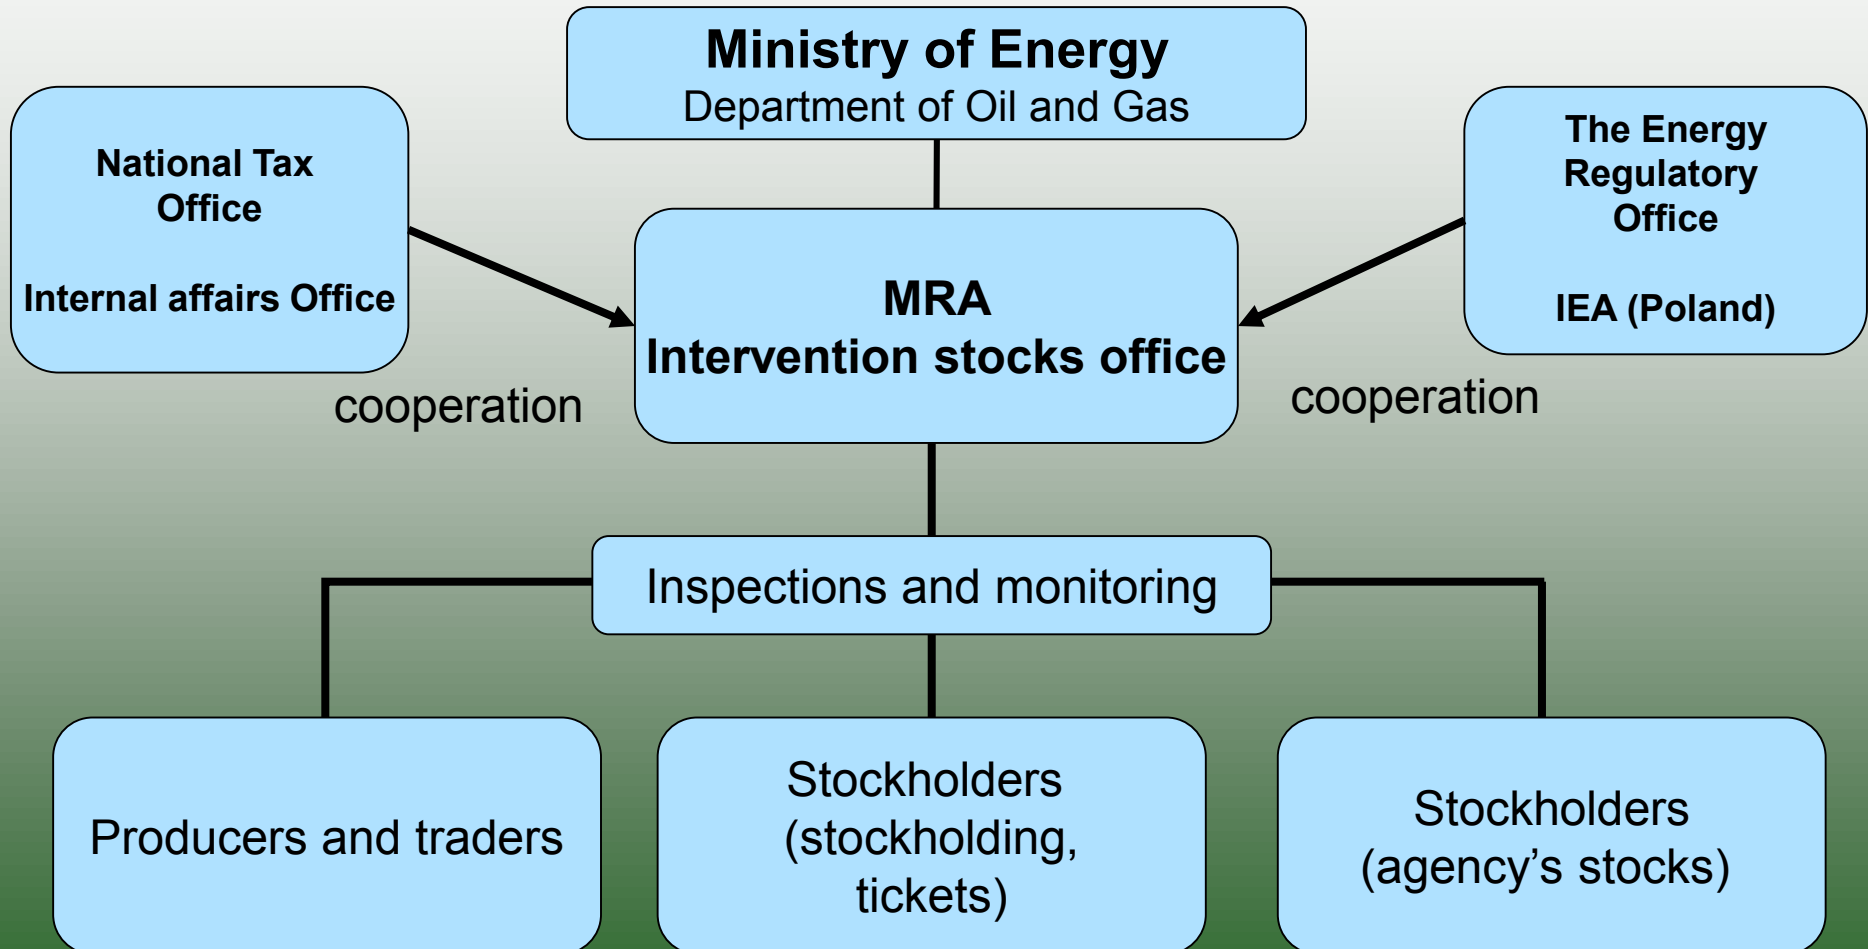 Ministry of Energy
Department of Oil and Gas
National Tax
Office
Internal affairs Office
The Energy
Regulatory
Office
IEA (Poland)
MRA
Intervention stocks office
cooperation
cooperation
Inspections and monitoring
Producers and traders
Stockholders
(stockholding,
tickets)
Stockholders
(agency’s stocks)